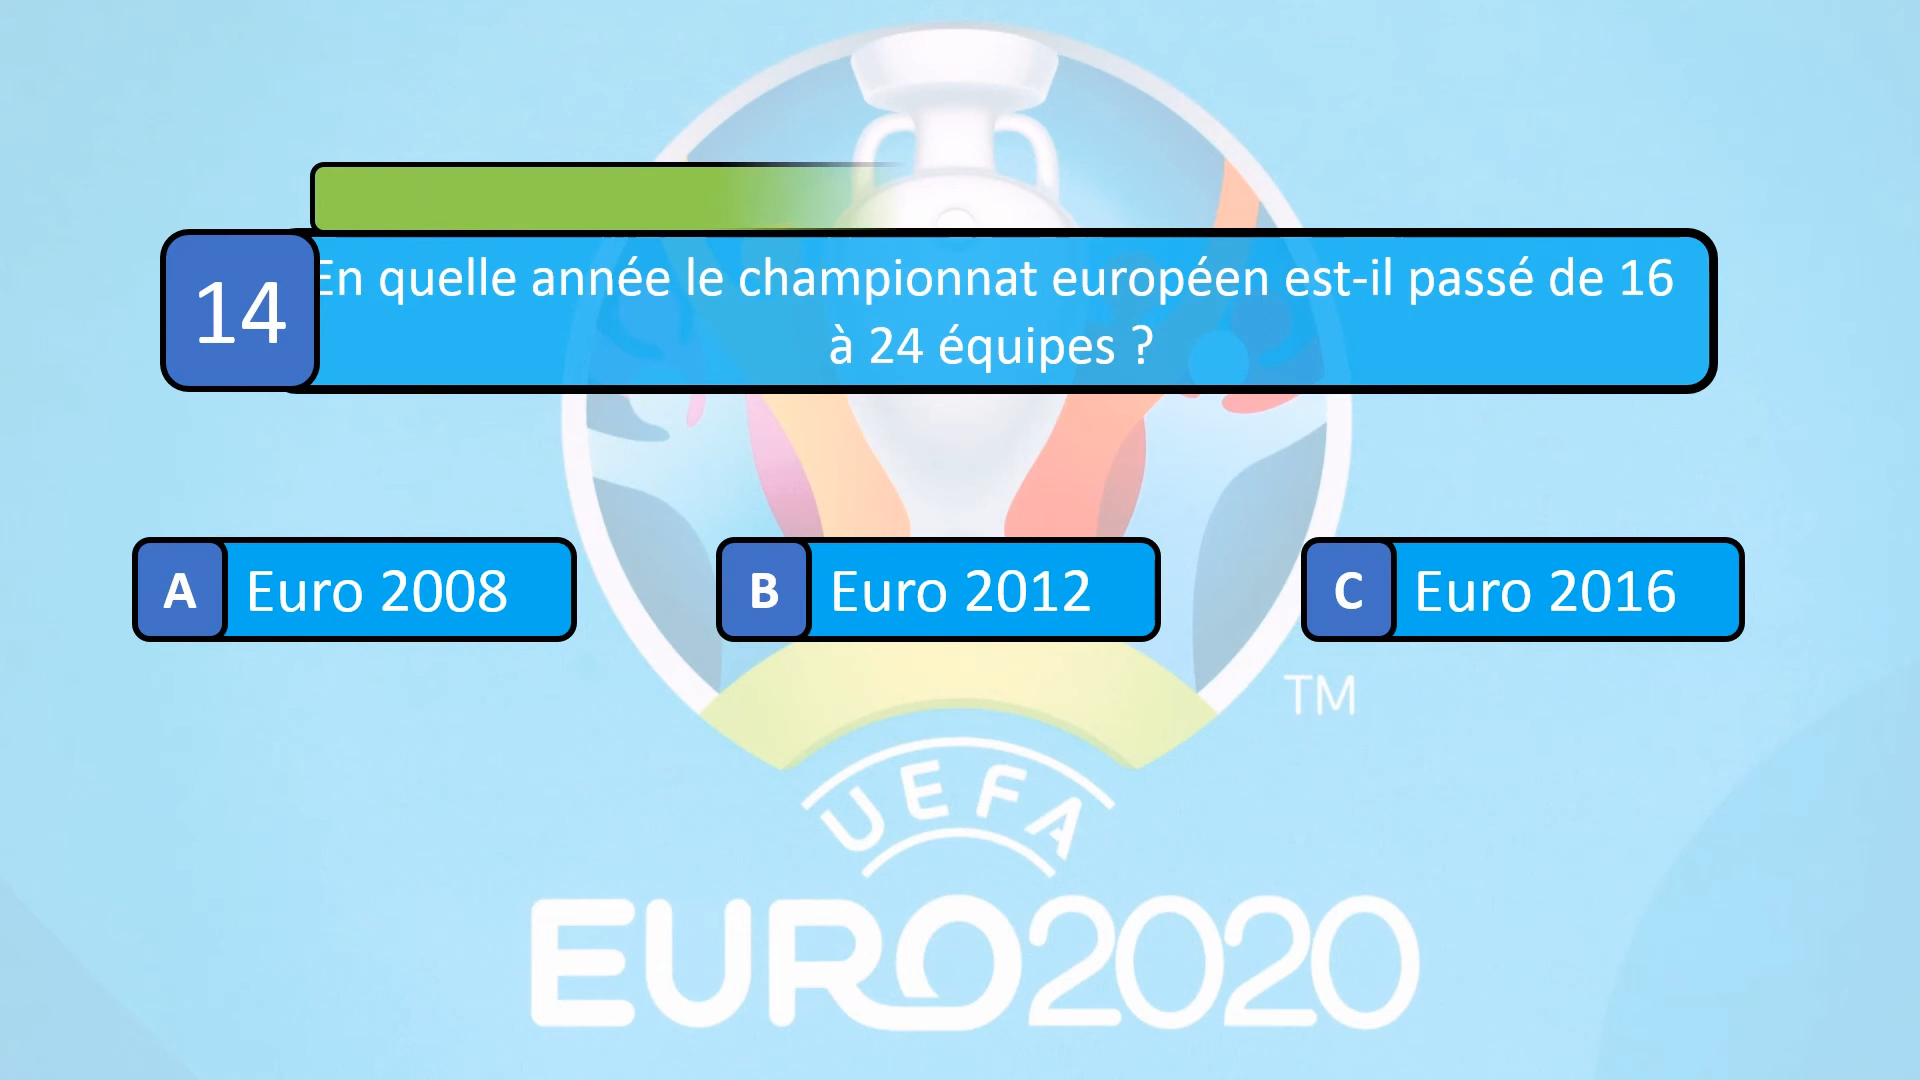 14
En quelle année le championnat européen est-il passé de 16
à 24 équipes ?
A Euro 2008
B Euro 2012
C Euro 2016
TM
UEFA
EURO2020